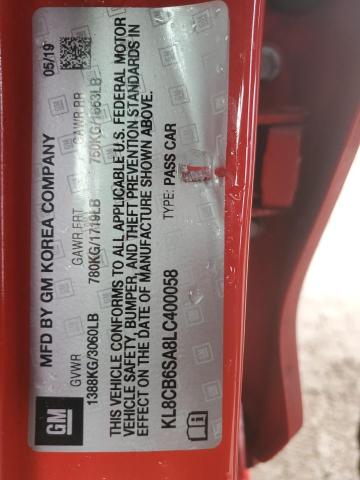 MFD BY GM KOREA COMPANY 05/19
GVWR GAWR FRT GAWR RR
1388KG/3060LB 780KG/1719LB 750KG/1653LB
THIS VEHICLE CONFORMS TO ALL APPLICABLE U.S. FEDERAL MOTOR
VEHICLE SAFETY, BUMPER, AND THEFT PREVENTION STANDARDS IN
EFFECT ON THE DATE OF MANUFACTURE SHOWN ABOVE.
KL8CB6SA8LC400058 TYPE: PASS CAR
GM